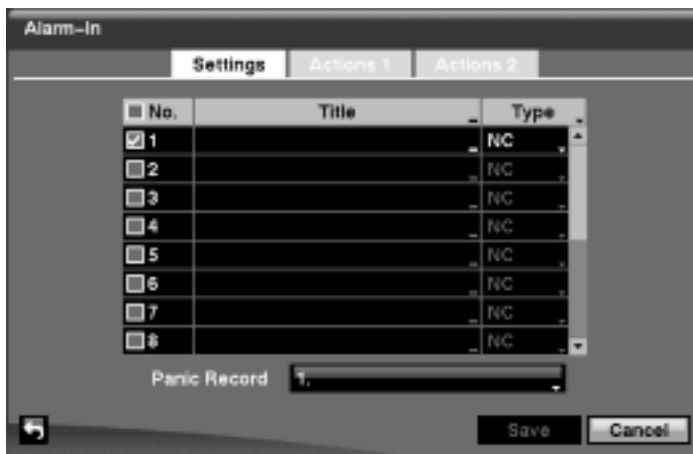 Alarm-In
Settings Actions 1 Actions 2
No. Title Type
1 NC
2 NC
3 NC
4 NC
5 NC
6 NC
7 NC
8 NC
Panic Record 1.
Save Cancel